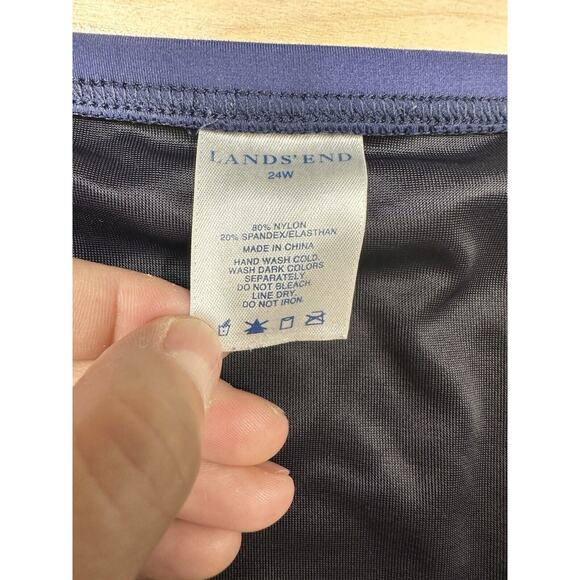 LANDS' END
24W
80% NYLON
20% SPANDEX/ELASTHAN
MADE IN CHINA
HAND WASH COLD.
WASH DARK COLORS
SEPARATELY.
DO NOT BLEACH.
LINE DRY.
DO NOT IRON.